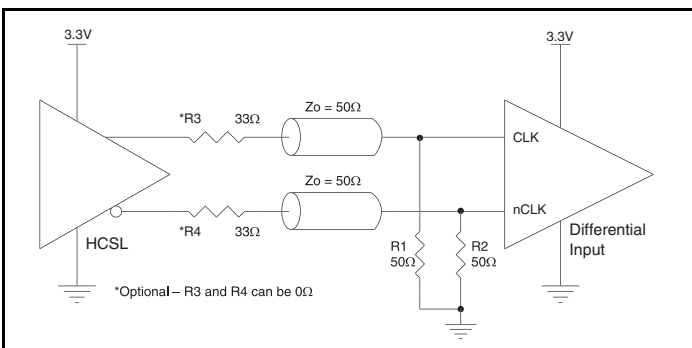 3.3V
3.3V
*R3 33Ω
Zo = 50Ω
CLK
Zo = 50Ω
nCLK
*R4 33Ω
HCSL
R1
50Ω
R2
50Ω
Differential
Input
*Optional – R3 and R4 can be 0Ω